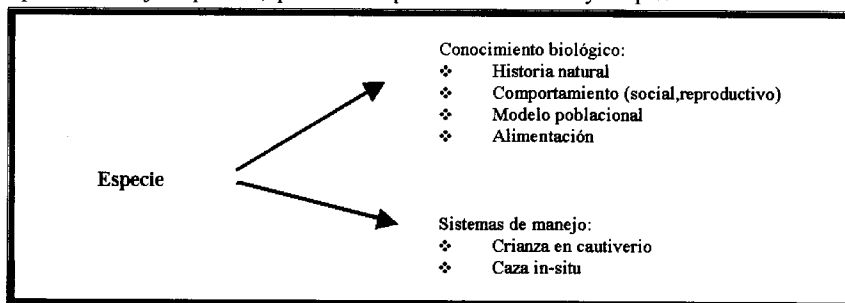 Conocimiento biológico:
❖ Historia natural
❖ Comportamiento (social,reproductivo)
❖ Modelo poblacional
❖ Alimentación
Especie
Sistemas de manejo:
❖ Crianza en cautiverio
❖ Caza in-situ